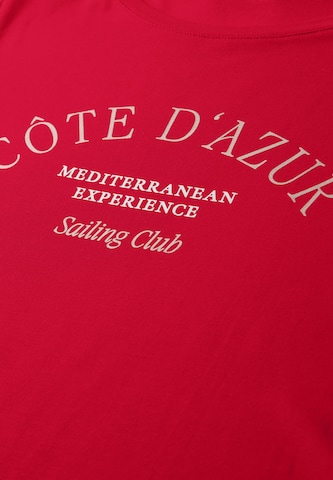 CÔTE D'AZUR
MEDITERRANEAN
EXPERIENCE
Sailing Club